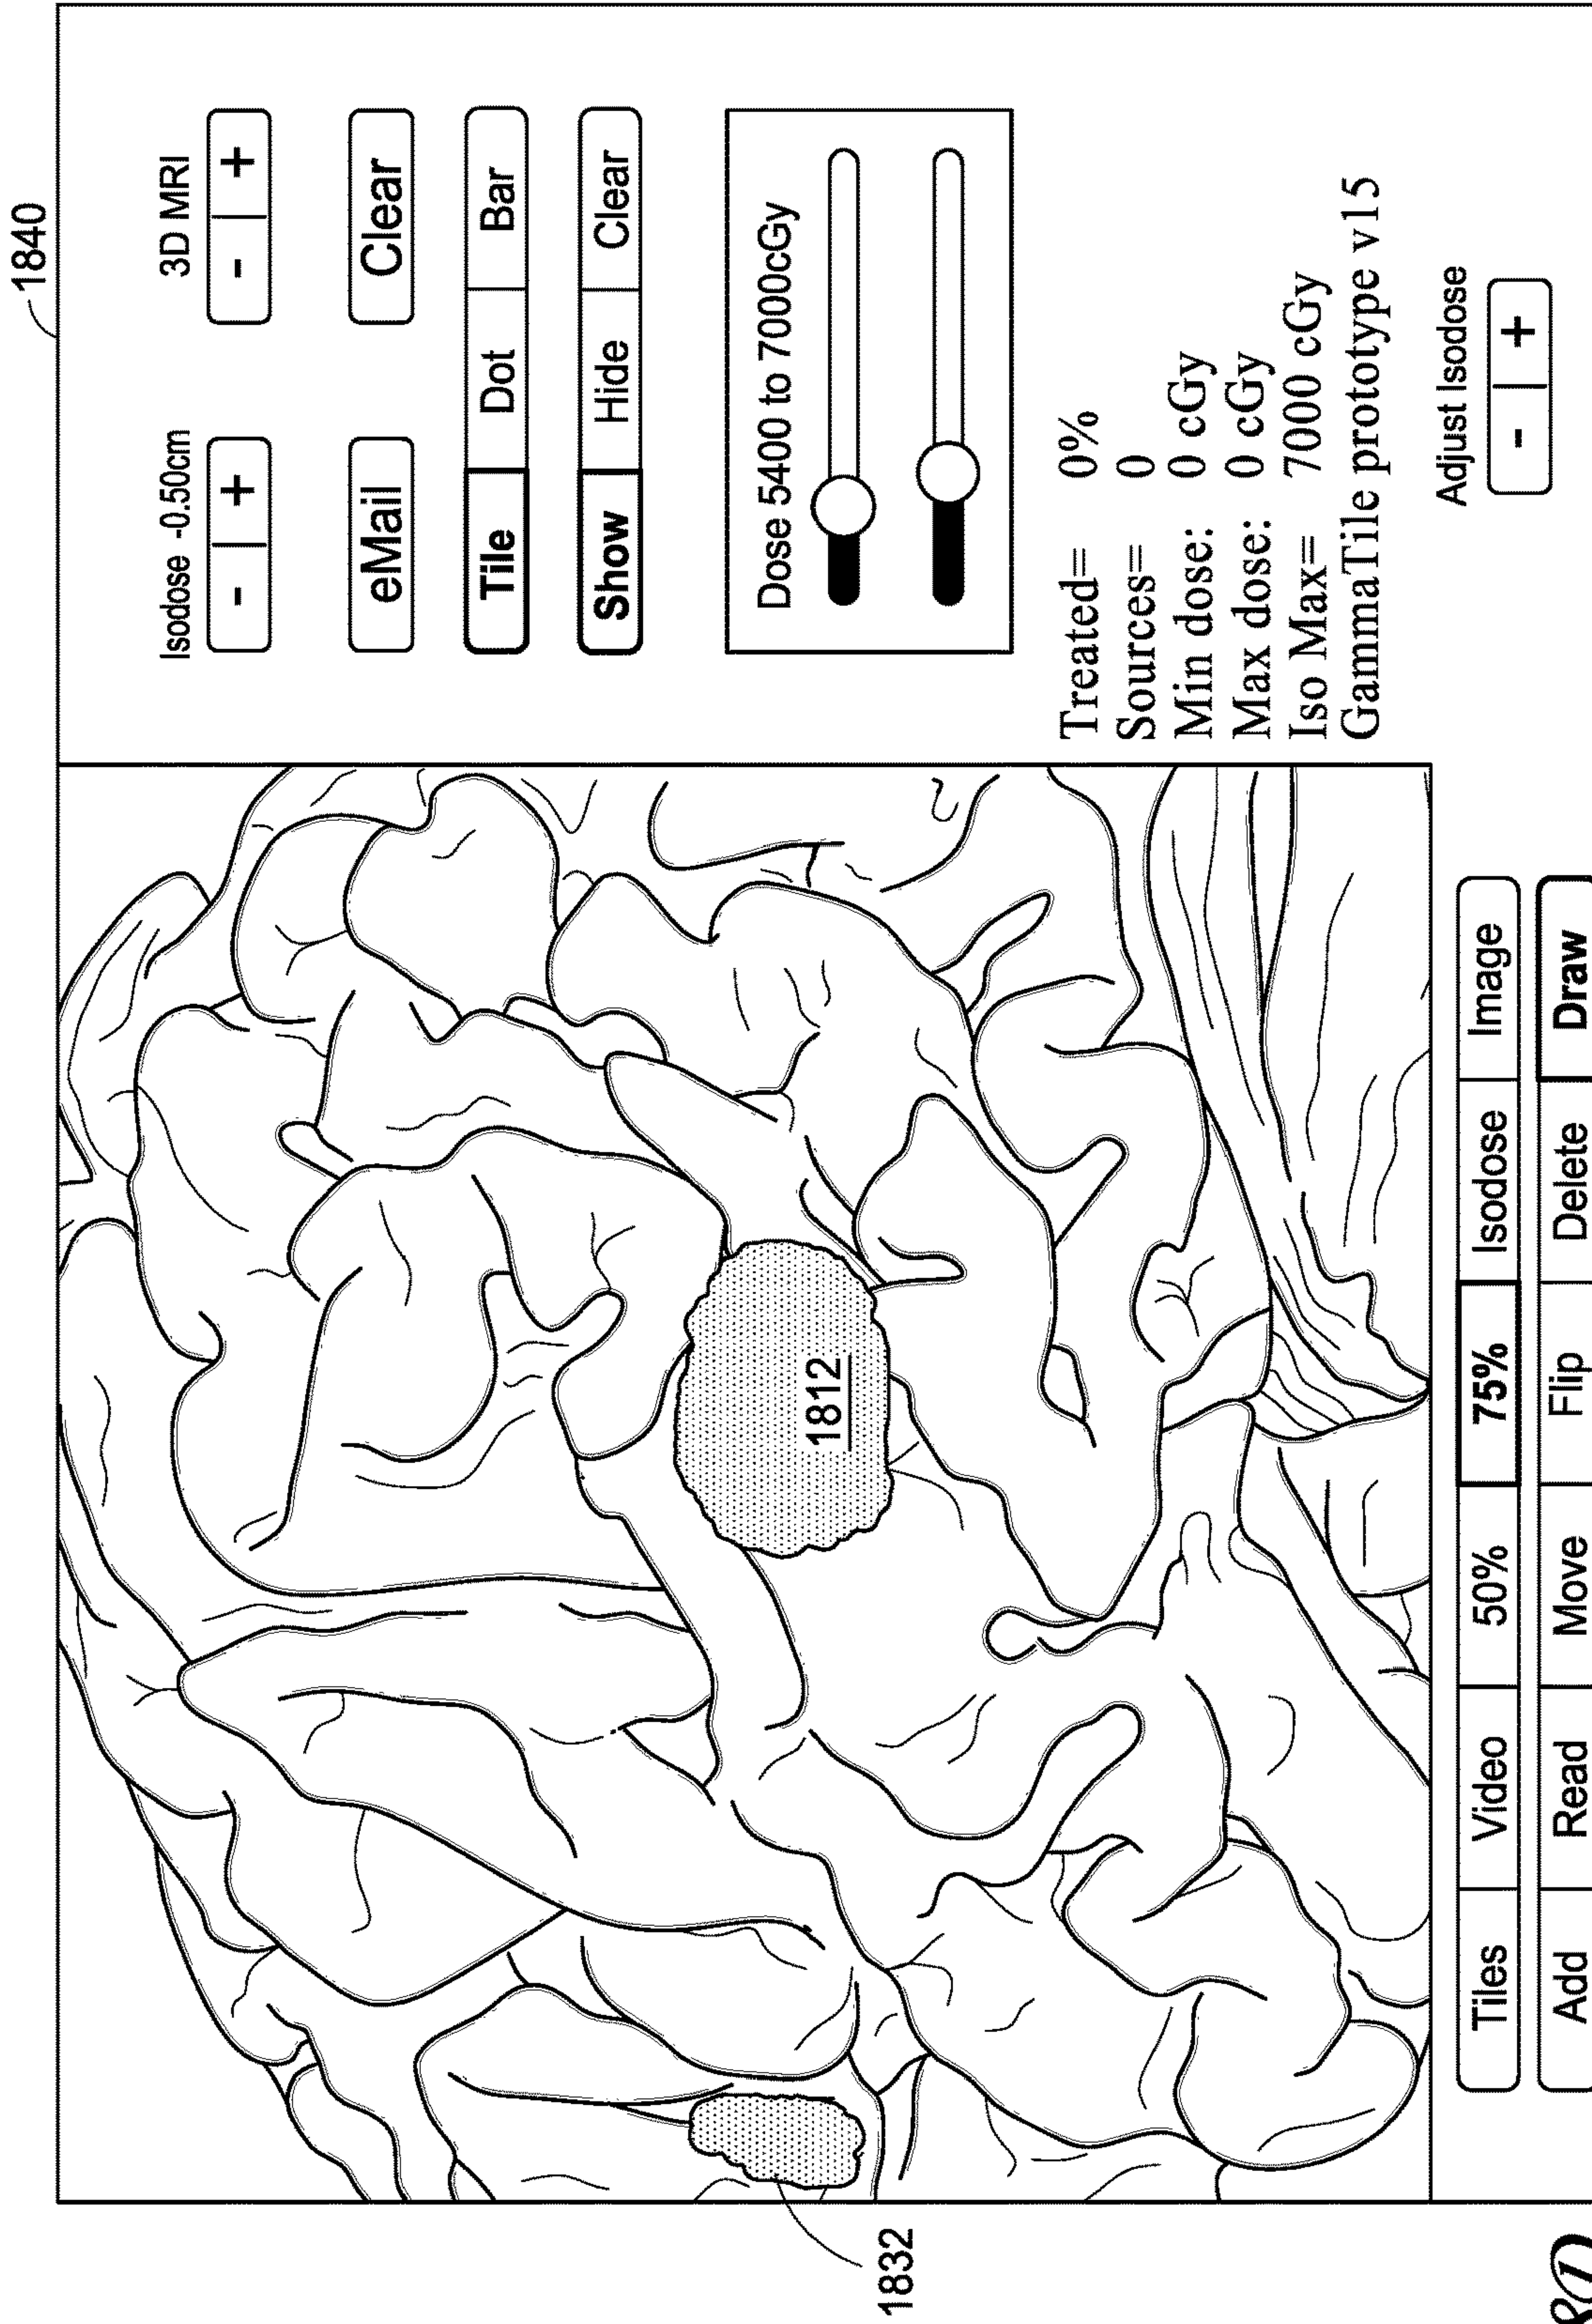 1840
Isodose -0.50cm
3D MRI
- +
- +
eMail
Clear
Tile Dot Bar
Show Hide Clear
Dose 5400 to 7000cGy
Treated= 0%
Sources= 0
Min dose: 0 cGy
Max dose: 0 cGy
Iso Max= 7000 cGy
GammaTile prototype v15
Adjust Isodose
- +
1812
1832
Tiles Video 50% 75% Isodose Image
Add Read Move Flip Delete Draw